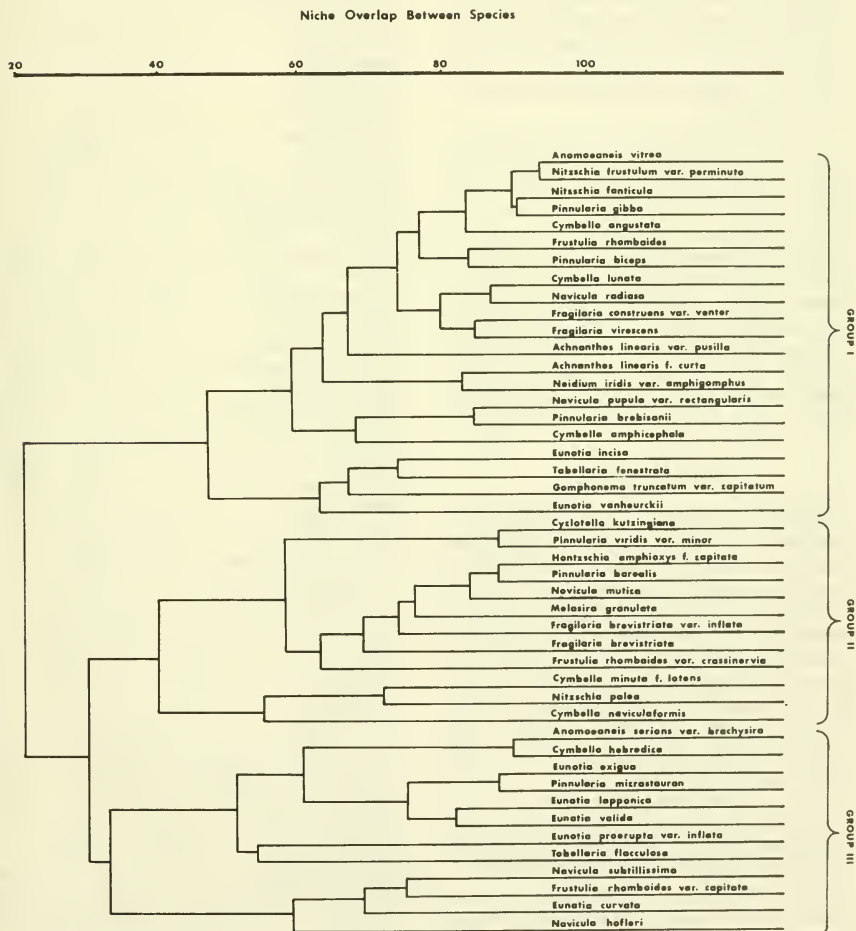 Niche Overlap Between Species
20 40 60 80 100
Anomoeaneis vitrea
Nitzschia frustulum var. perminuta
Nitzschia fonticula
Pinnularia gibba
Cymbella angustata
Frustulia rhomboides
Pinnularia biceps
Cymbella lunata
Navicula radiosa
Fragilaria construens var. venter
Fragilaria virescens
Achnanthes linearis var. pusilla
Achnanthes linearis f. curta
Neidium iridis var. amphigomphus
Navicula pupula var. rectangularis
Pinnularia brebisanii
Cymbella amphicephala
Eunotia incisa
Tabellaria fenestrata
Gomphonema truncatum var. capitatum
Eunotia vanheurckii
GROUP I
Cyclotella kutzingiana
Pinnularia viridis var. minor
Hantzschia amphioxys f. capitata
Pinnularia borealis
Navicula mutica
Melosira granulata
Fragilaria brevistriata var. inflata
Fragilaria brevistriata
Frustulia rhomboides var. crassinervia
Cymbella minuta f. latens
Nitzschia palea
Cymbella naviculaformis
GROUP II
Anomoeaneis serians var. brachysira
Cymbella hebredica
Eunotia exigua
Pinnularia microstauran
Eunotia lapponica
Eunotia valida
Eunotia praerupta var. inflata
Tabellaria flocculosa
Navicula subtillissima
Frustulia rhomboides var. capitata
Eunotia curvata
Navicula hofleri
GROUP III